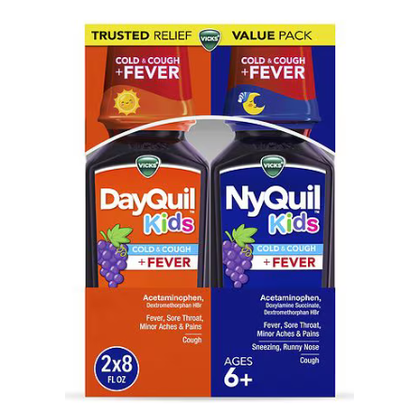 TRUSTED RELIEF VICKS VALUE PACK
COLD & COUGH
+ FEVER
COLD & COUGH
+ FEVER
VICKS
DayQuil™
Kids
COLD & COUGH
+ FEVER
Acetaminophen,
Dextromethorphan HBr
Fever, Sore Throat,
Minor Aches & Pains
Cough
2x8
FL OZ
VICKS
NyQuil™
Kids
COLD & COUGH
+ FEVER
Acetaminophen,
Doxylamine Succinate,
Dextromethorphan HBr
Fever, Sore Throat,
Minor Aches & Pains
Sneezing, Runny Nose
Cough
AGES
6+